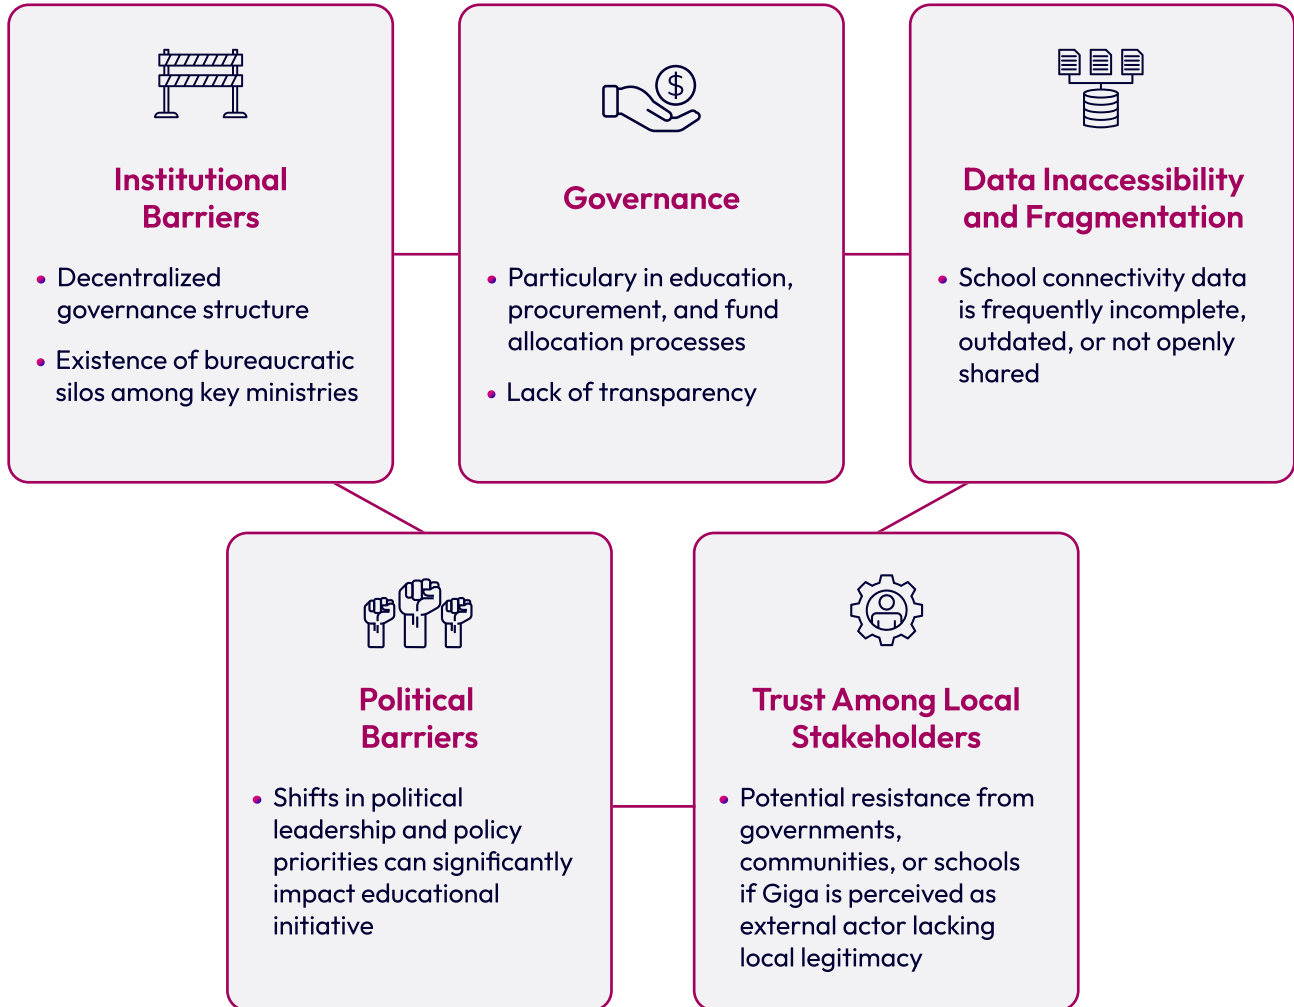 Institutional
Barriers
• Decentralized
governance structure
• Existence of bureaucratic
silos among key ministries
$
Governance
• Particulary in education,
procurement, and fund
allocation processes
• Lack of transparency
Data Inaccessibility
and Fragmentation
• School connectivity data
is frequently incomplete,
outdated, or not openly
shared
Political
Barriers
• Shifts in political
leadership and policy
priorities can significantly
impact educational
initiative
Trust Among Local
Stakeholders
• Potential resistance from
governments,
communities, or schools
if Giga is perceived as
external actor lacking
local legitimacy